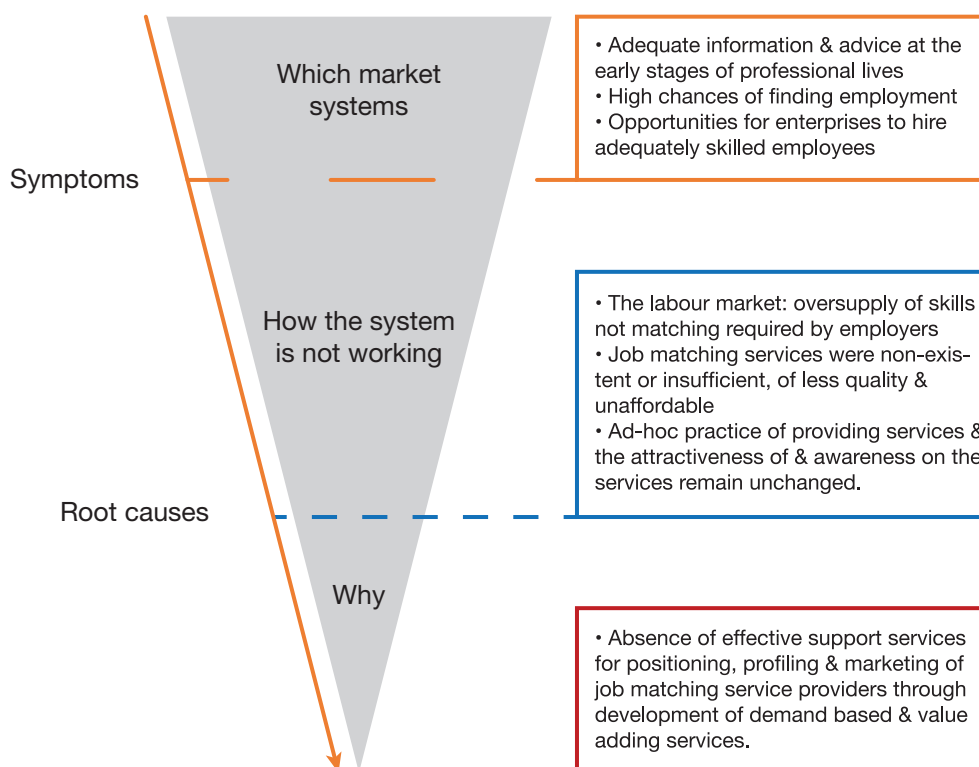 Which market
systems
• Adequate information & advice at the
early stages of professional lives
• High chances of finding employment
• Opportunities for enterprises to hire
adequately skilled employees
Symptoms
How the system
is not working
• The labour market: oversupply of skills
not matching required by employers
• Job matching services were non-exis-
tent or insufficient, of less quality &
unaffordable
• Ad-hoc practice of providing services &
the attractiveness of & awareness on the
services remain unchanged.
Root causes
Why
• Absence of effective support services
for positioning, profiling & marketing of
job matching service providers through
development of demand based & value
adding services.